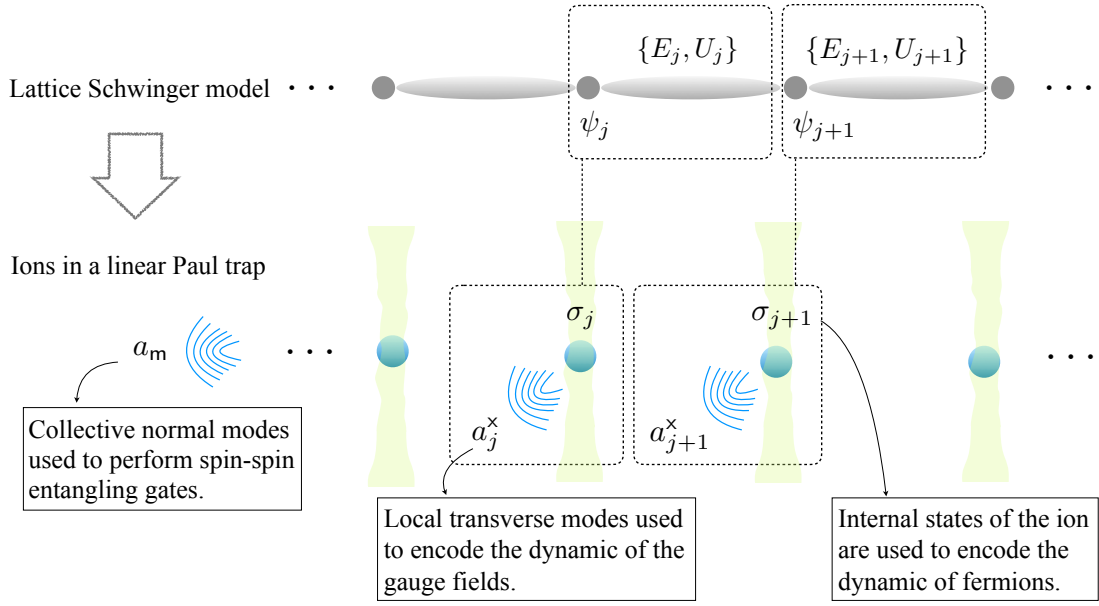 {E_j, U_j}
{E_{j+1}, U_{j+1}}
Lattice Schwinger model · · ·
· · ·
ψ_j
ψ_{j+1}
Ions in a linear Paul trap
σ_j
σ_{j+1}
a_m
· · ·
· · ·
a_j^x
a_{j+1}^x
Collective normal modes
used to perform spin-spin
entangling gates.
Local transverse modes used
to encode the dynamic of the
gauge fields.
Internal states of the ion
are used to encode the
dynamic of fermions.